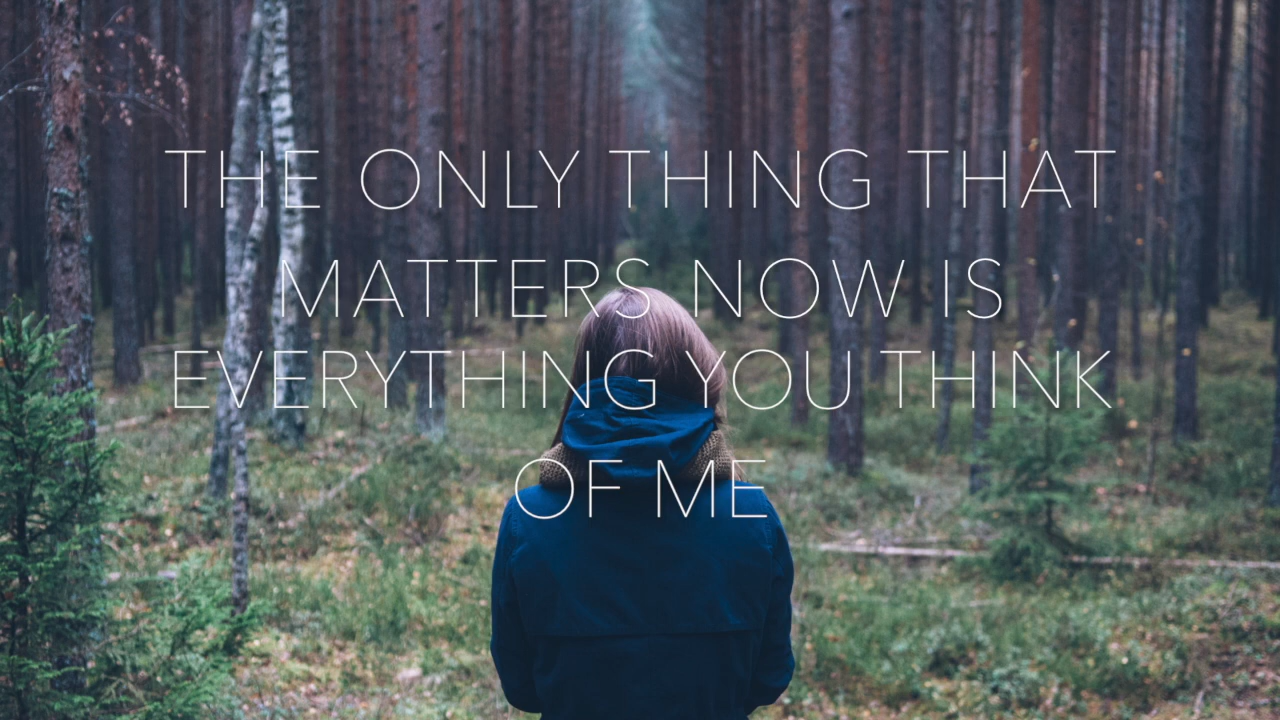 THE ONLY THING THAT
MATTERS NOW IS
EVERYTHING YOU THINK
OF ME